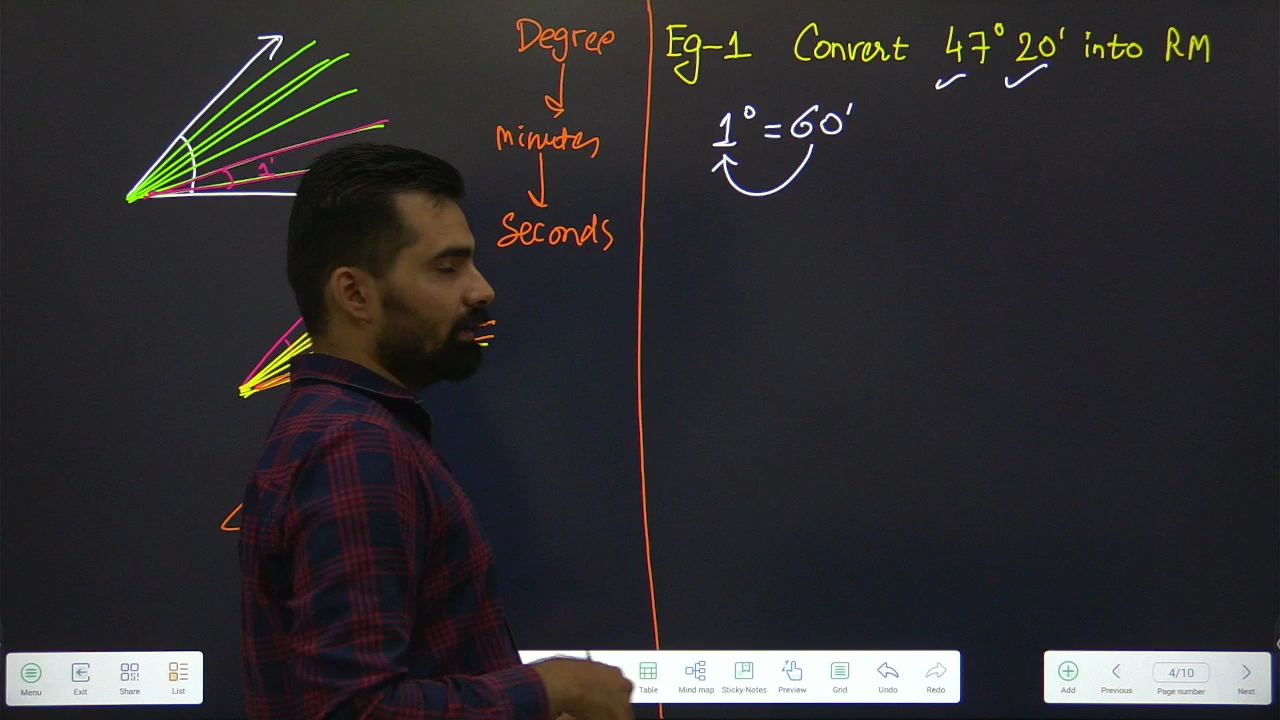 Degree
minutes
Seconds
1'
Eg-1 Convert 47° 20' into RM
1° = 60'
Menu
Exit
Share
List
Table
Mind map
Sticky-Notes
Preview
Grid
Undo
Redo
Add
Previous
4/10
Page number
Next